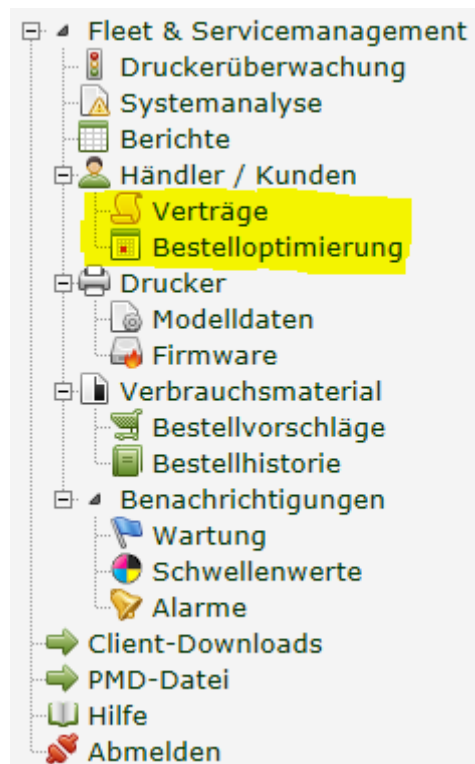 Fleet & Servicemanagement
Druckerüberwachung
Systemanalyse
Berichte
Händler / Kunden
Verträge
Bestelloptimierung
Drucker
Modelldaten
Firmware
Verbrauchsmaterial
Bestellvorschläge
Bestellhistorie
Benachrichtigungen
Wartung
Schwellenwerte
Alarme
Client-Downloads
PMD-Datei
Hilfe
Abmelden